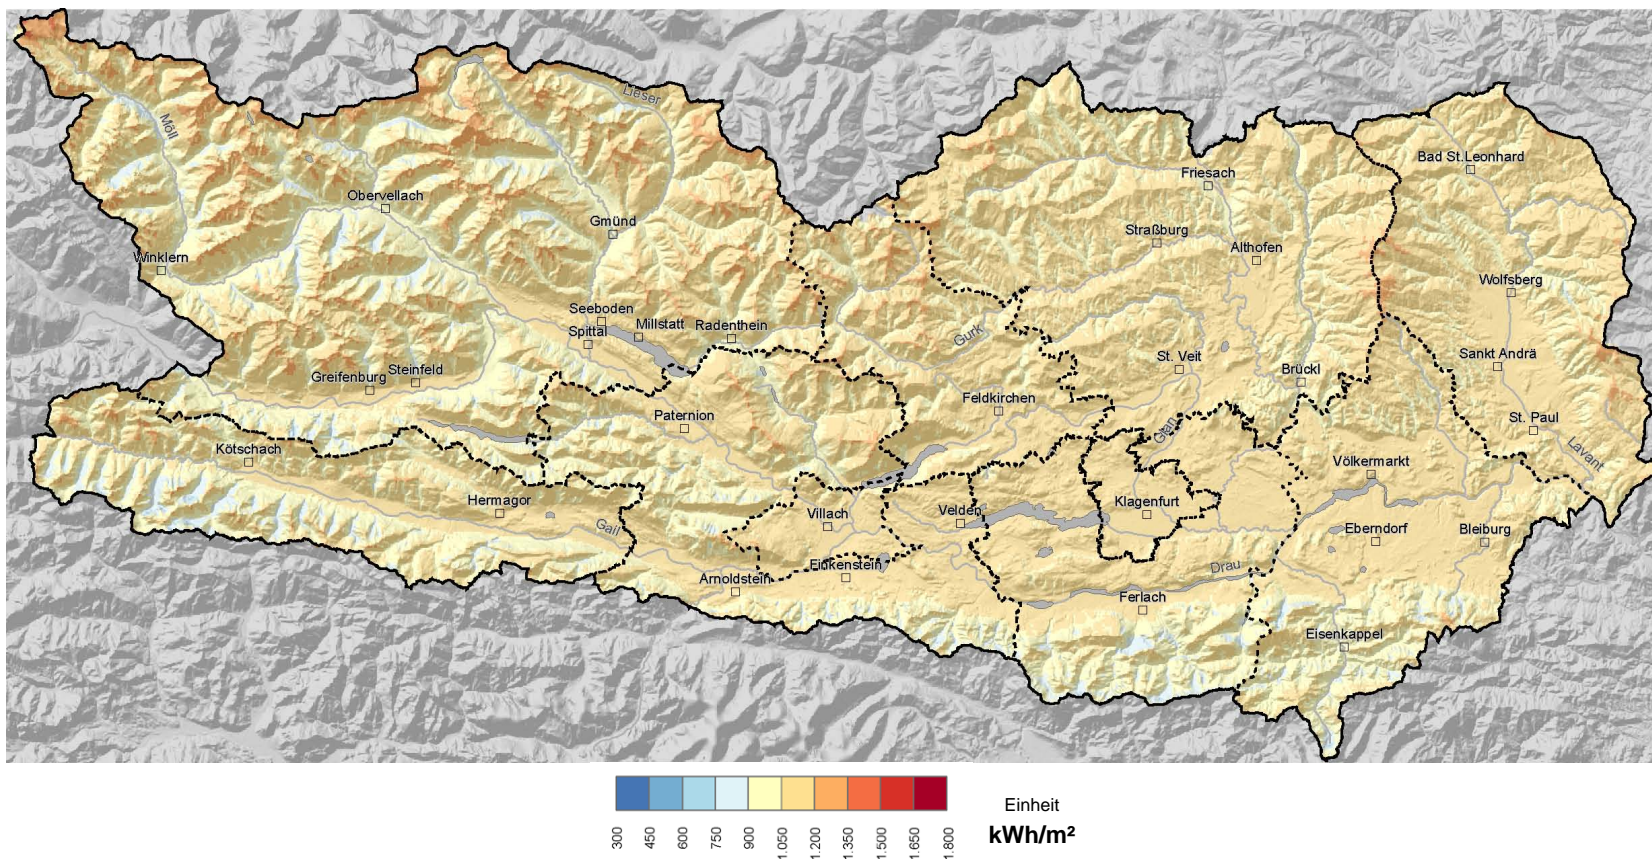 Lieser
Möll
Bad St.Leonhard
Friesach
Obervellach
Gmünd
Straßburg
Althofen
Winklern
Wolfsberg
Seeboden
Spittal
Millstatt
Radenthein
Gurk
St. Veit
Sankt Andrä
Greifenburg
Steinfeld
Brückl
Feldkirchen
Paternion
St. Paul
Glan
Kötschach
Völkermarkt
Lavant
Hermagor
Villach
Velden
Klagenfurt
Gail
Eberndorf
Bleiburg
Arnoldstein
Finkenstein
Drau
Ferlach
Eisenkappel
300
450
600
750
900
1.050
1.200
1.350
1.500
1.650
1.800
Einheit
kWh/m²